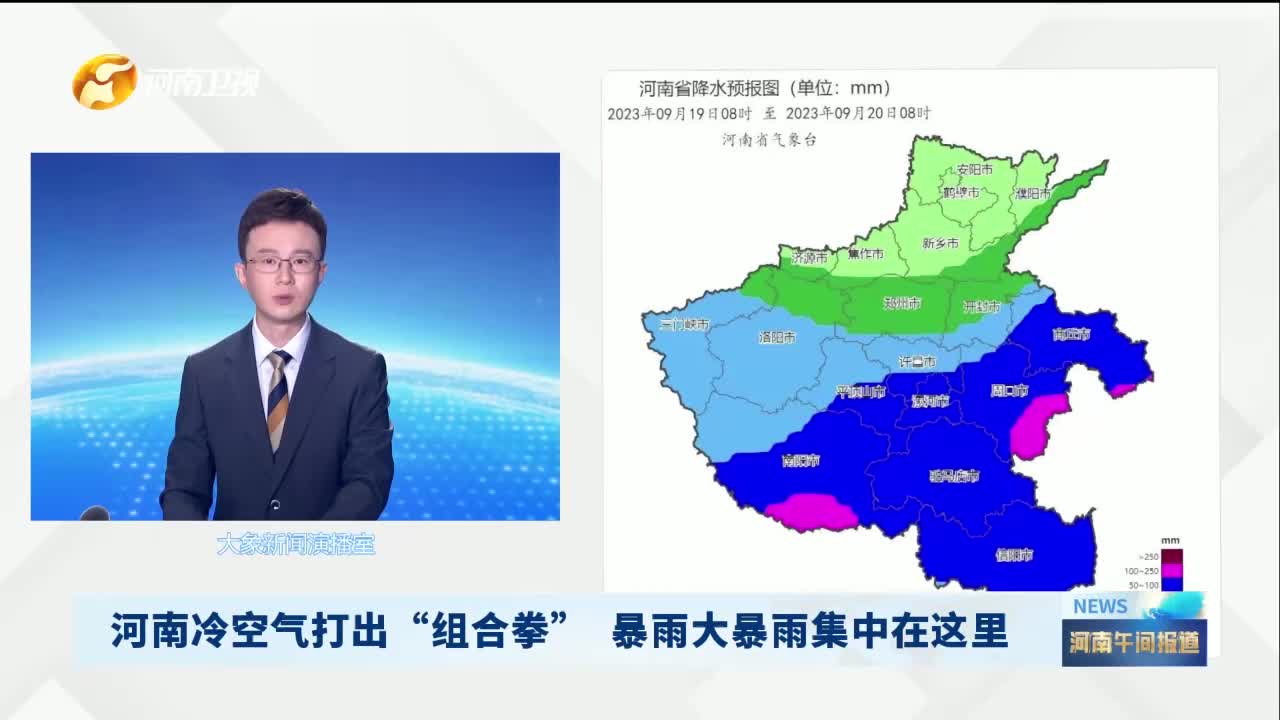 河南卫视
河南省降水预报图（单位：mm）
2023年09月19日08时 至 2023年09月20日08时
河南省气象台
安阳市
鹤壁市
濮阳市
新乡市
焦作市
济源市
郑州市
开封市
三门峡市
洛阳市
商丘市
许昌市
平顶山市
漯河市
周口市
南阳市
驻马店市
信阳市
mm
>250
100~250
50~100
大象新闻演播室
河南冷空气打出“组合拳” 暴雨大暴雨集中在这里
NEWS
河南午间报道